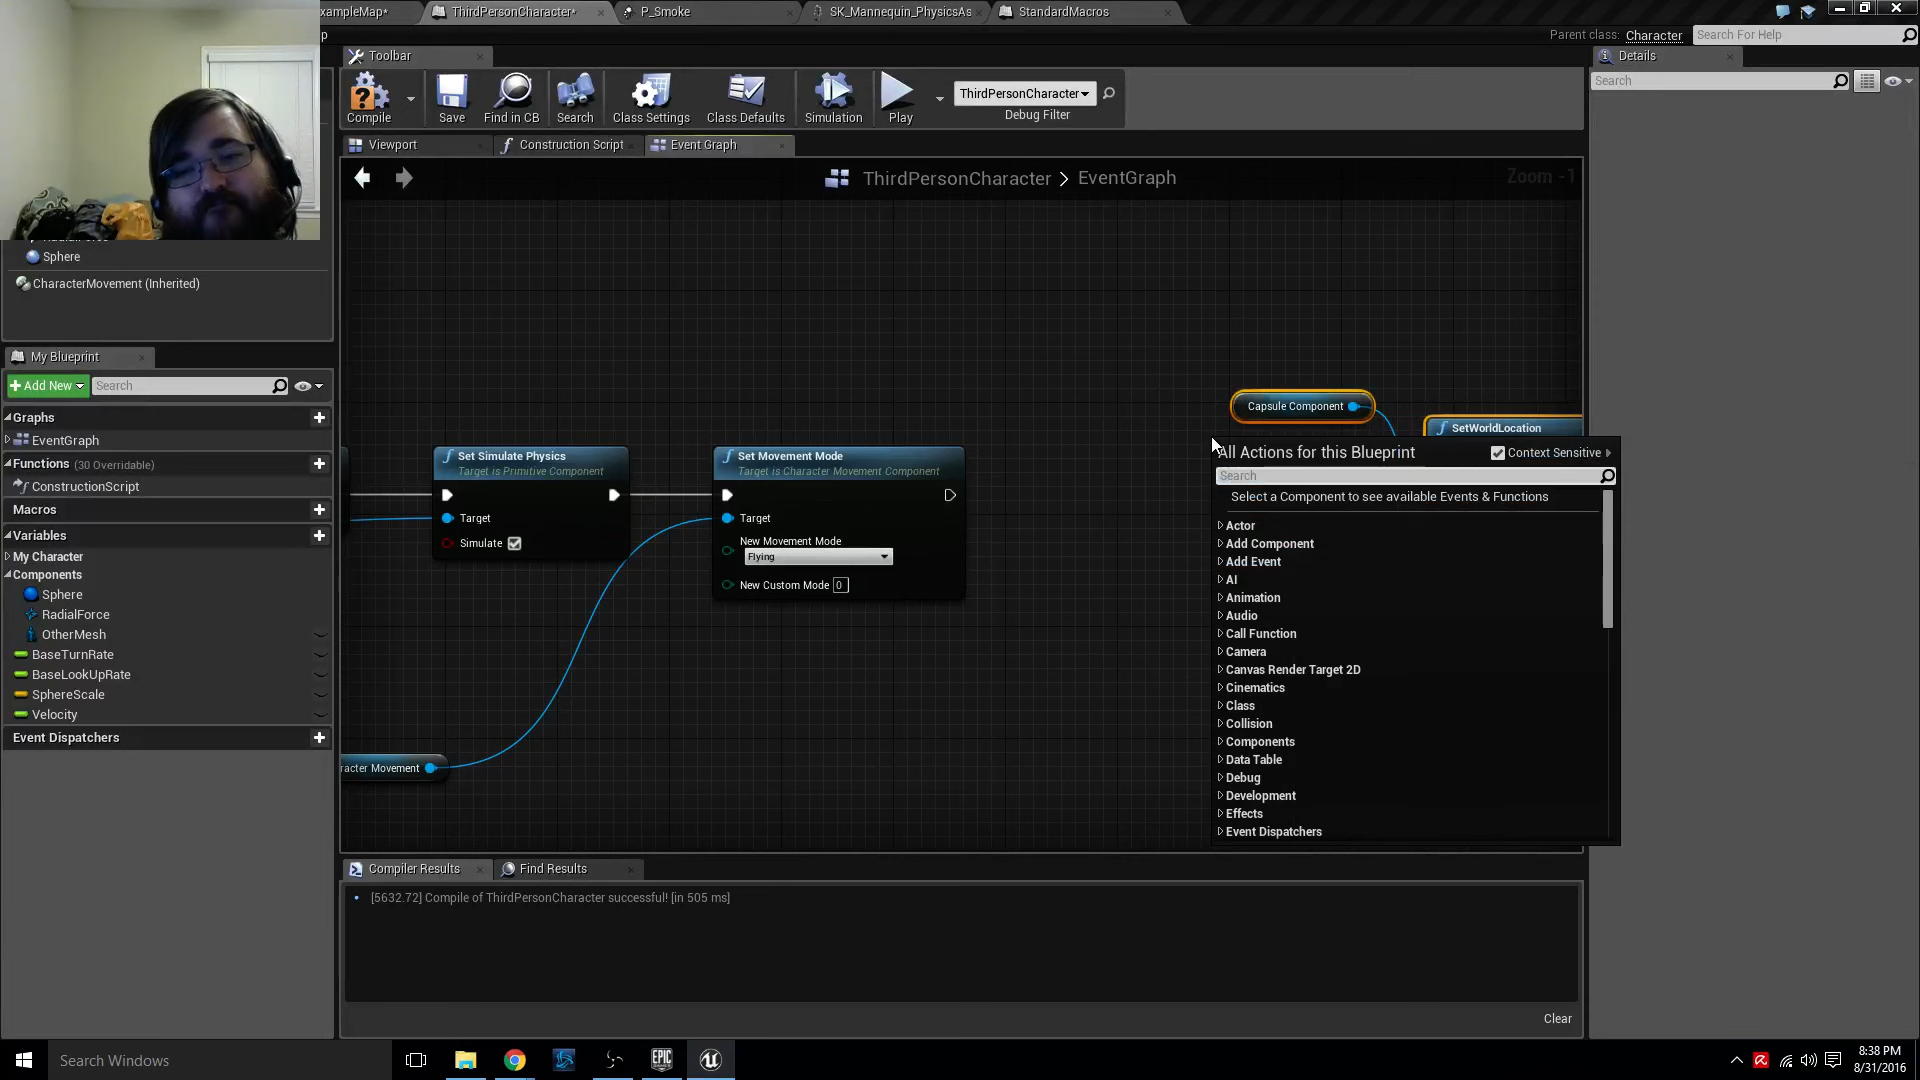 xampleMap*
ThirdPersonCharacter*
P_Smoke
SK_Mannequin_PhysicsAs
StandardMacros
p
Parent class: Character
Search For Help
Toolbar
Details
Search
Compile
Save
Find in CB
Search
Class Settings
Class Defaults
Simulation
Play
ThirdPersonCharacter
Debug Filter
Viewport
Construction Script
Event Graph
ThirdPersonCharacter > EventGraph
Zoom -1
Sphere
CharacterMovement (Inherited)
My Blueprint
+ Add New
Search
Graphs
EventGraph
Functions (30 Overridable)
ConstructionScript
Macros
Variables
My Character
Components
Sphere
RadialForce
OtherMesh
BaseTurnRate
BaseLookUpRate
SphereScale
Velocity
Event Dispatchers
Set Simulate Physics
Target is Primitive Component
Target
Simulate
Set Movement Mode
Target is Character Movement Component
Target
New Movement Mode
Flying
New Custom Mode 0
racter Movement
Capsule Component
SetWorldLocation
All Actions for this Blueprint
Context Sensitive
Search
Select a Component to see available Events & Functions
Actor
Add Component
Add Event
AI
Animation
Audio
Call Function
Camera
Canvas Render Target 2D
Cinematics
Class
Collision
Components
Data Table
Debug
Development
Effects
Event Dispatchers
Compiler Results
Find Results
[5632.72] Compile of ThirdPersonCharacter successful! [in 505 ms]
Clear
Search Windows
EPIC GAMES
8:38 PM
8/31/2016